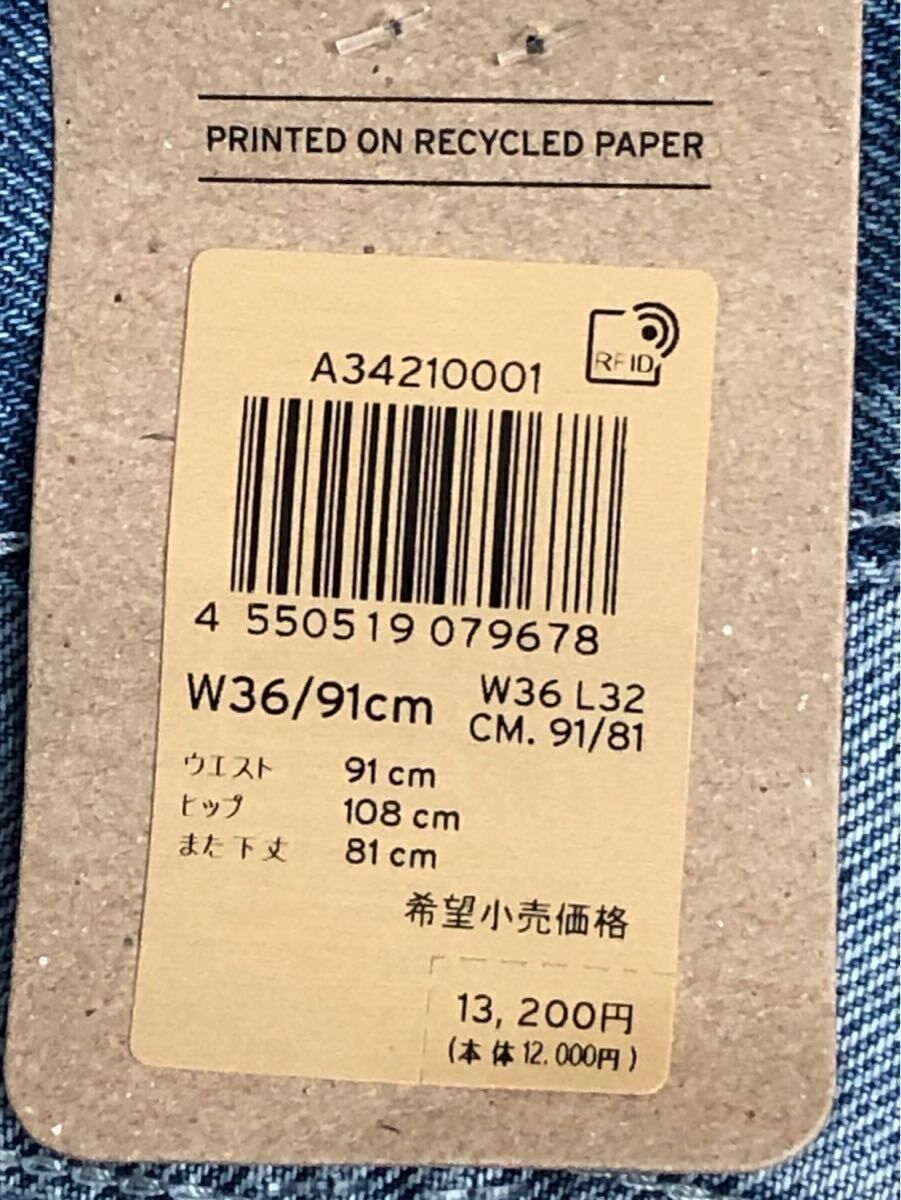 PRINTED ON RECYCLED PAPER
RFID
A34210001
4 550519 079678
W36/91cm
W36 L32
CM. 91/81
ウエスト 91 cm
ヒップ 108 cm
また下丈 81 cm
希望小売価格
13,200円
(本体12.000円)